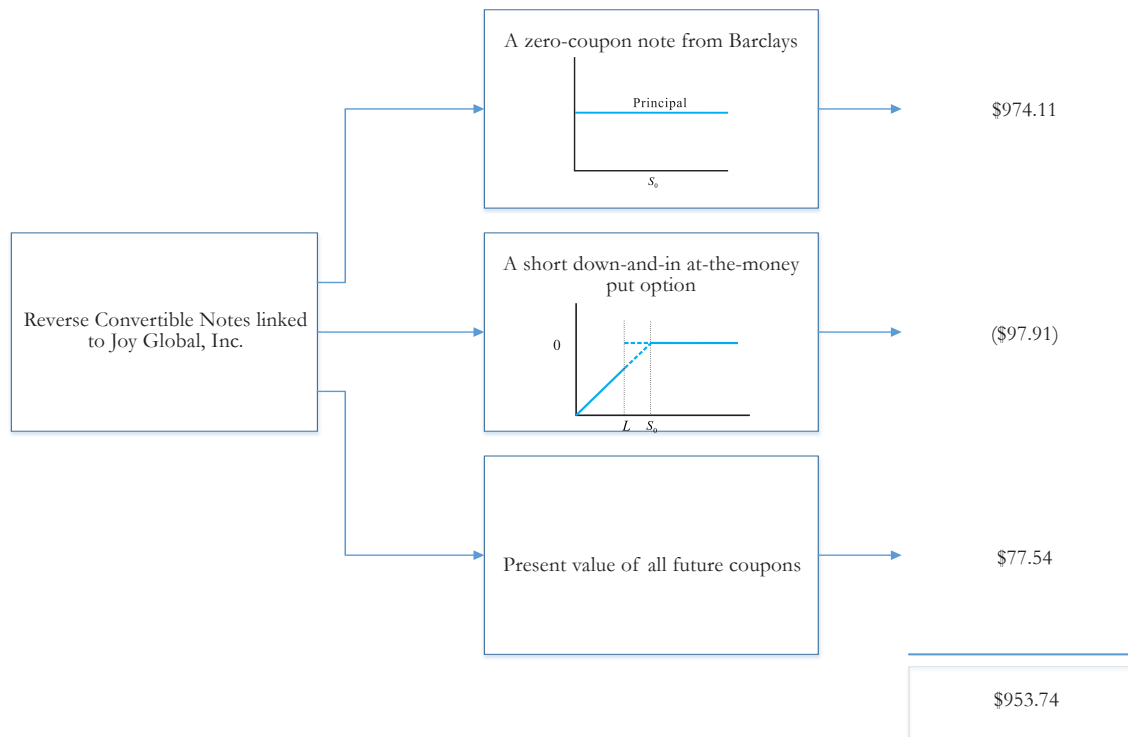 A zero-coupon note from Barclays
Principal
S₀
$974.11
Reverse Convertible Notes linked
to Joy Global, Inc.
A short down-and-in at-the-money
put option
0
L S₀
($97.91)
Present value of all future coupons
$77.54
$953.74